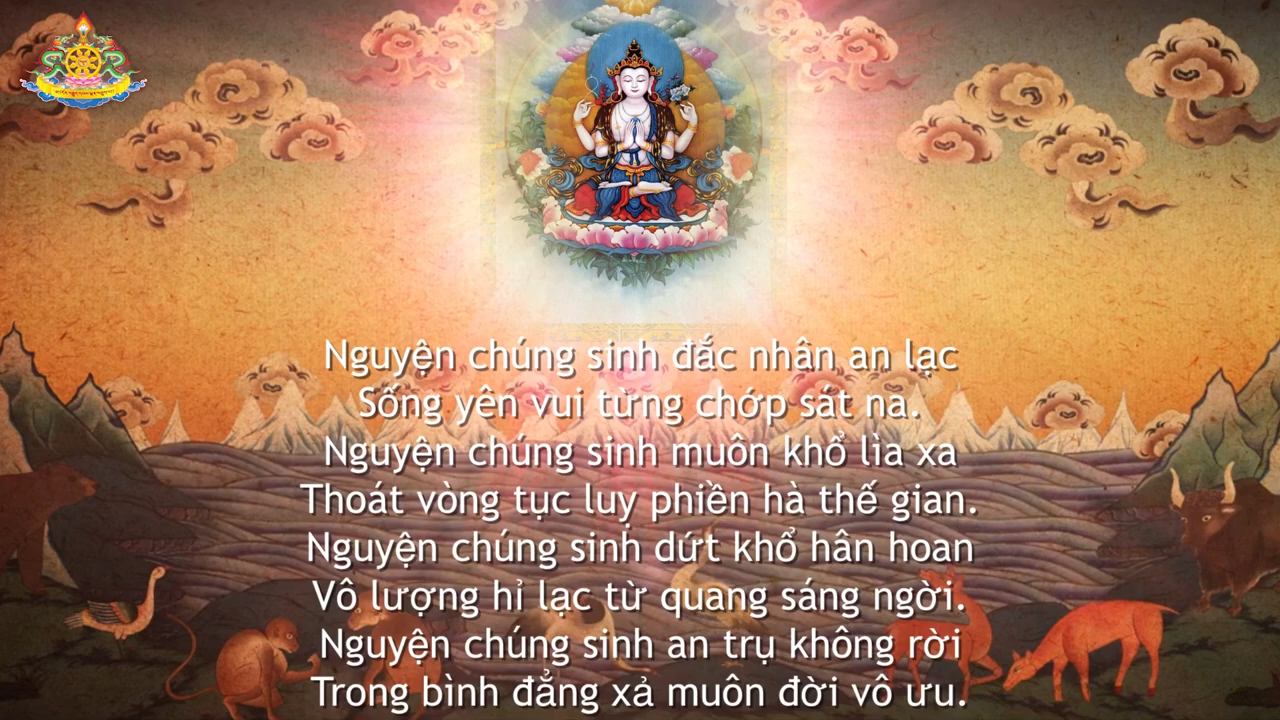 Nguyện chúng sinh đắc nhân an lạc
Sống yên vui từng chớp sát na.
Nguyện chúng sinh muôn khổ lìa xa
Thoát vòng tục luỵ phiền hà thế gian.
Nguyện chúng sinh dứt khổ hân hoan
Vô lượng hỉ lạc từ quang sáng ngời.
Nguyện chúng sinh an trụ không rời
Trong bình đẳng xả muôn đời vô ưu.